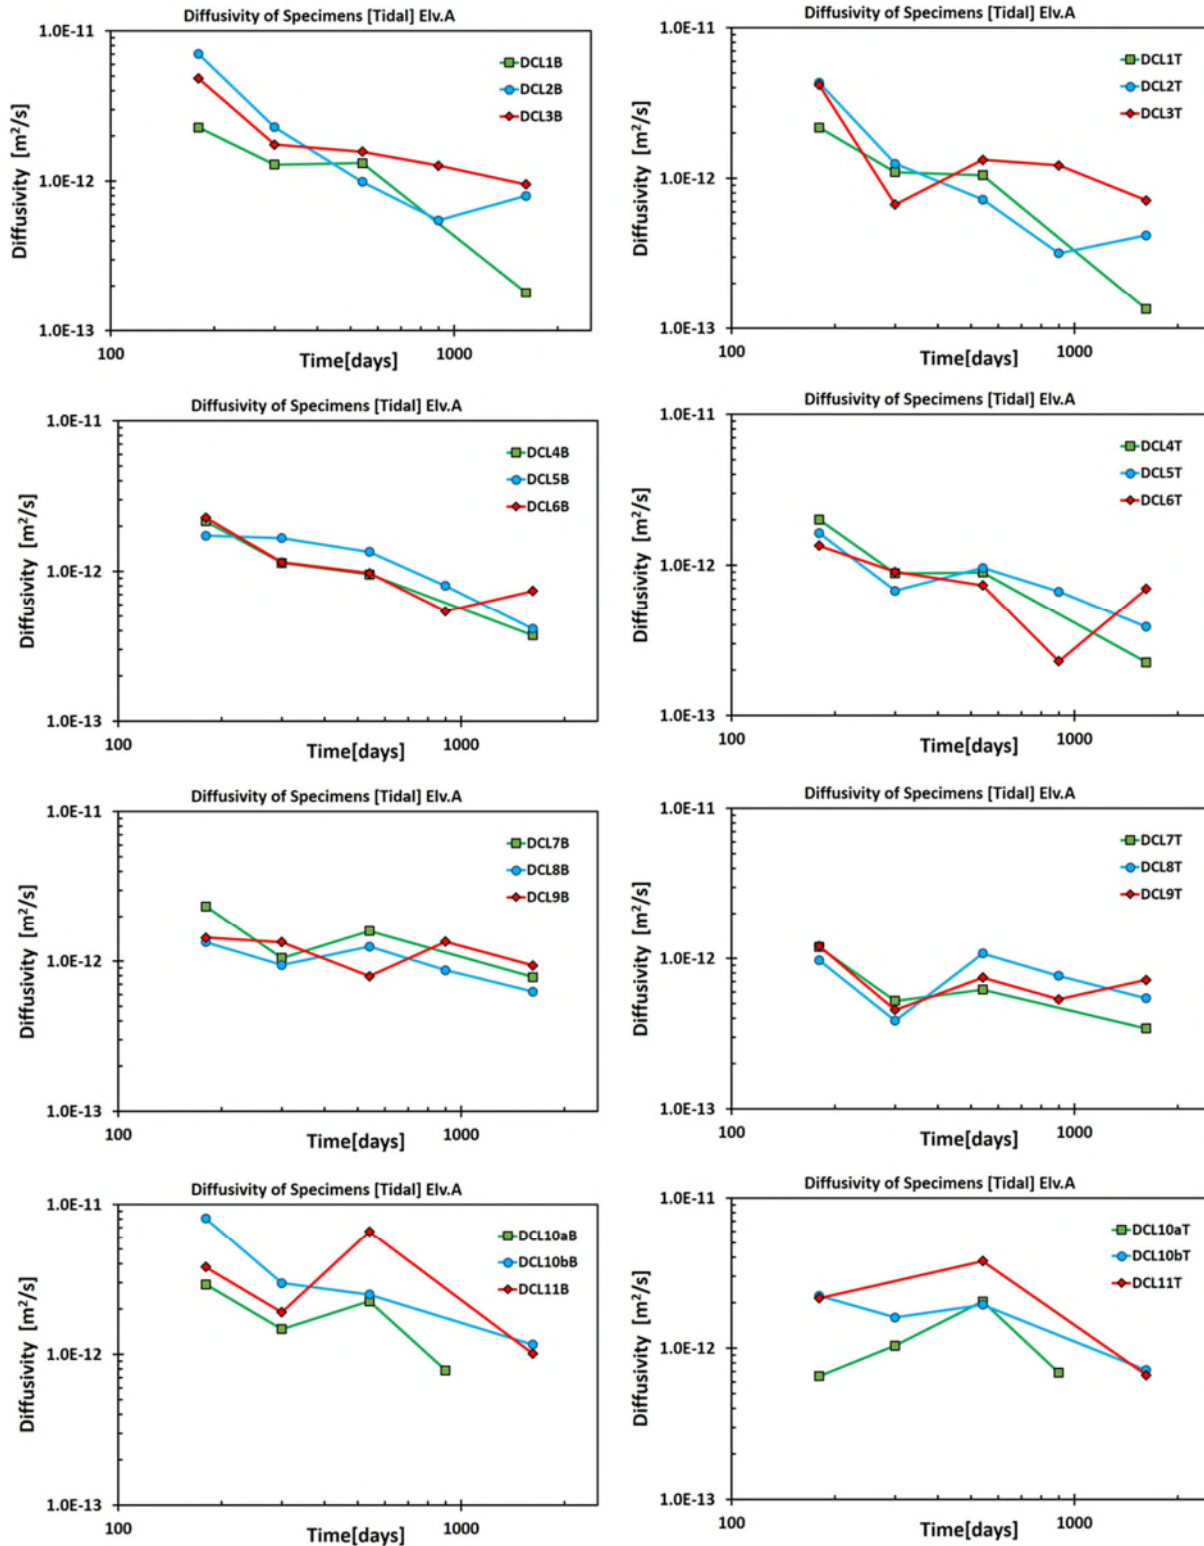 Diffusivity of Specimens [Tidal] Elv.A
1.0E-11
DCL1B
DCL2B
DCL3B
Diffusivity [m²/s]
1.0E-12
1.0E-13
100
1000
Time[days]
Diffusivity of Specimens [Tidal] Elv.A
1.0E-11
DCL1T
DCL2T
DCL3T
Diffusivity [m²/s]
1.0E-12
1.0E-13
100
1000
Time[days]
Diffusivity of Specimens [Tidal] Elv.A
1.0E-11
DCL4B
DCL5B
DCL6B
Diffusivity [m²/s]
1.0E-12
1.0E-13
100
1000
Time[days]
Diffusivity of Specimens [Tidal] Elv.A
1.0E-11
DCL4T
DCL5T
DCL6T
Diffusivity [m²/s]
1.0E-12
1.0E-13
100
1000
Time[days]
Diffusivity of Specimens [Tidal] Elv.A
1.0E-11
DCL7B
DCL8B
DCL9B
Diffusivity [m²/s]
1.0E-12
1.0E-13
100
1000
Time[days]
Diffusivity of Specimens [Tidal] Elv.A
1.0E-11
DCL7T
DCL8T
DCL9T
Diffusivity [m²/s]
1.0E-12
1.0E-13
100
1000
Time[days]
Diffusivity of Specimens [Tidal] Elv.A
1.0E-11
DCL10aB
DCL10bB
DCL11B
Diffusivity [m²/s]
1.0E-12
1.0E-13
100
1000
Time[days]
Diffusivity of Specimens [Tidal] Elv.A
1.0E-11
DCL10aT
DCL10bT
DCL11T
Diffusivity [m²/s]
1.0E-12
1.0E-13
100
1000
Time[days]